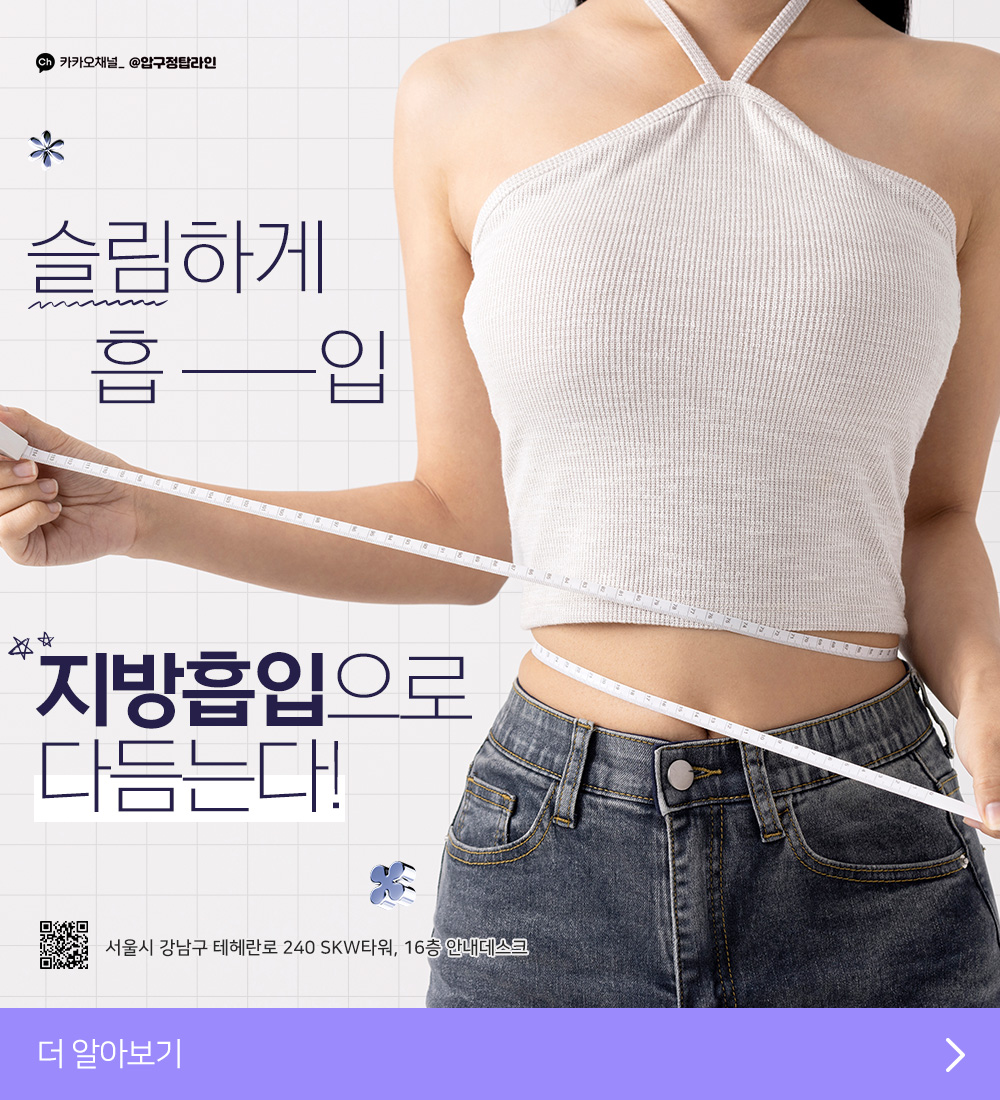 Ch 카카오채널_ @압구정탑라인
슬림하게
흡 — 입
지방흡입으로
다듬는다!
서울시 강남구 테헤란로 240 SKW타워, 16층 안내데스크
더 알아보기